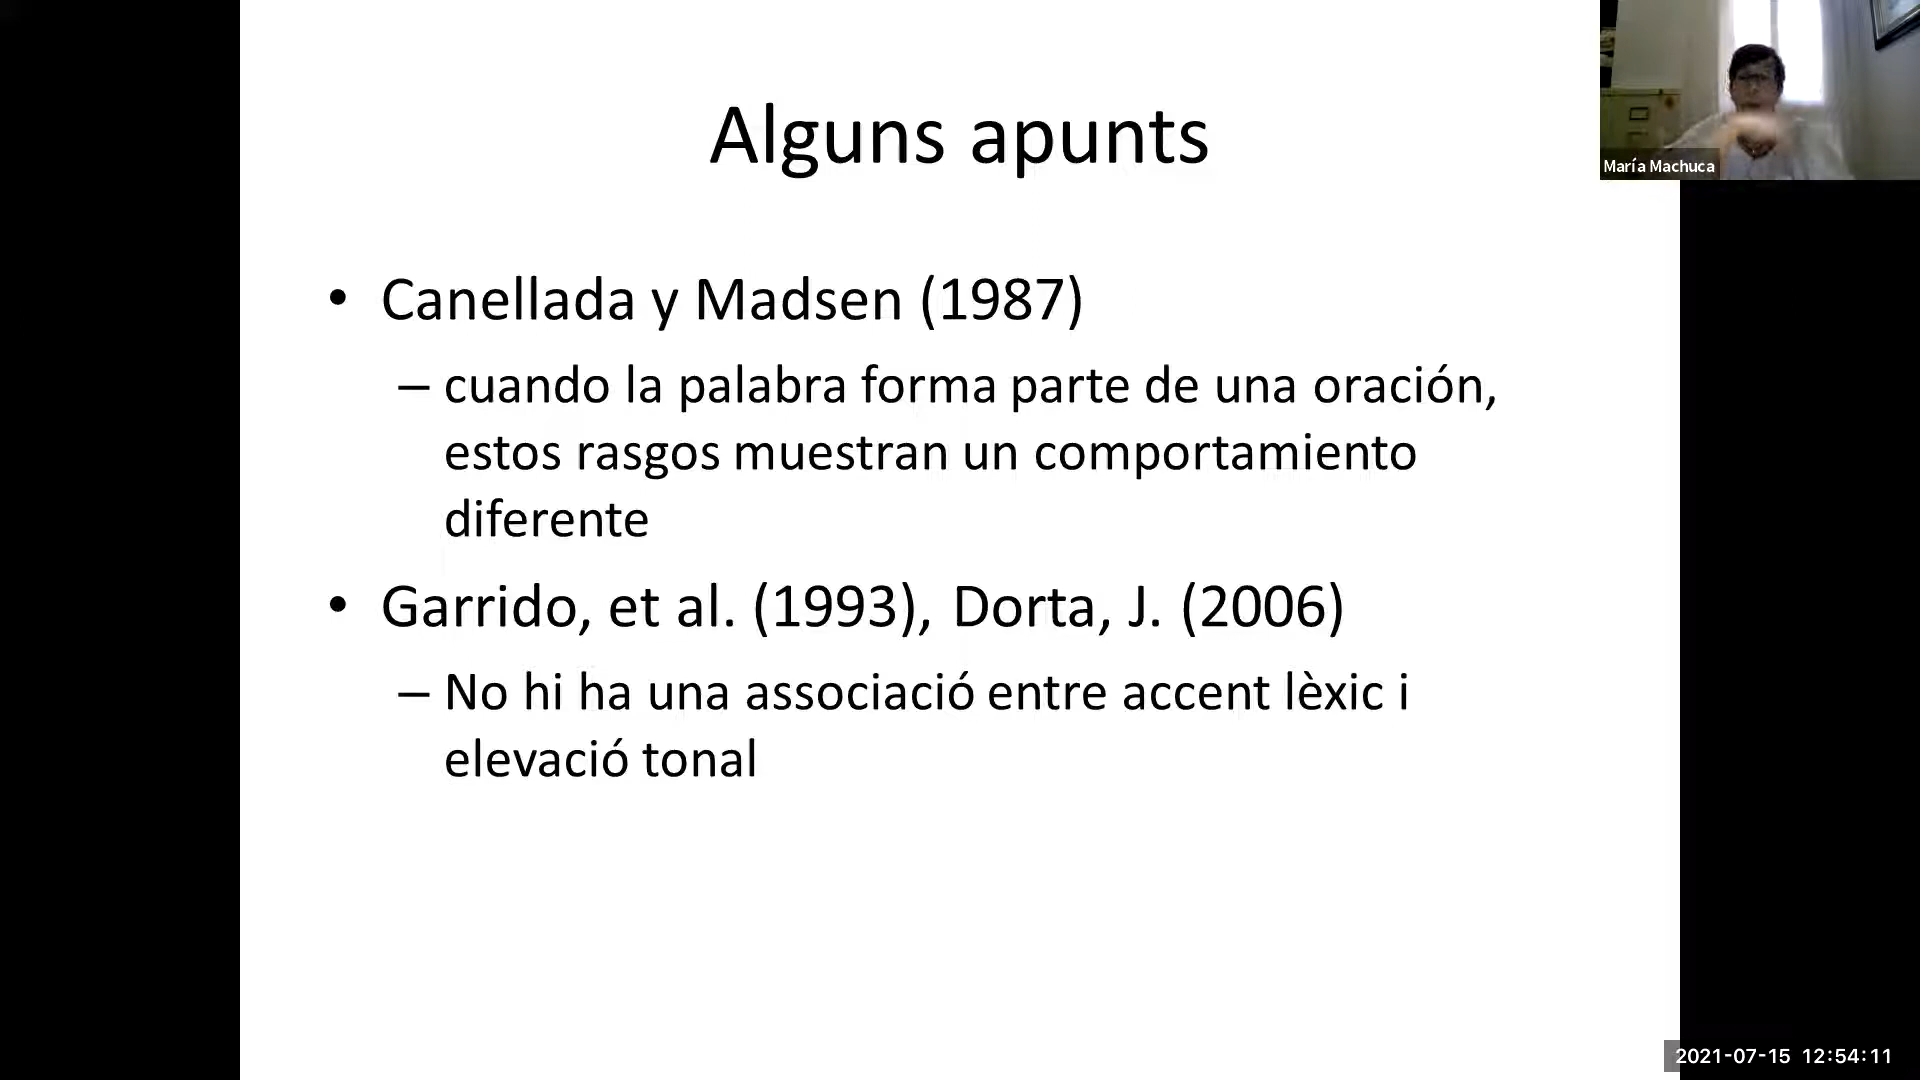 Alguns apunts
María Machuca
• Canellada y Madsen (1987)
– cuando la palabra forma parte de una oración,
estos rasgos muestran un comportamiento
diferente
• Garrido, et al. (1993), Dorta, J. (2006)
– No hi ha una associació entre accent lèxic i
elevació tonal
2021-07-15 12:54:11